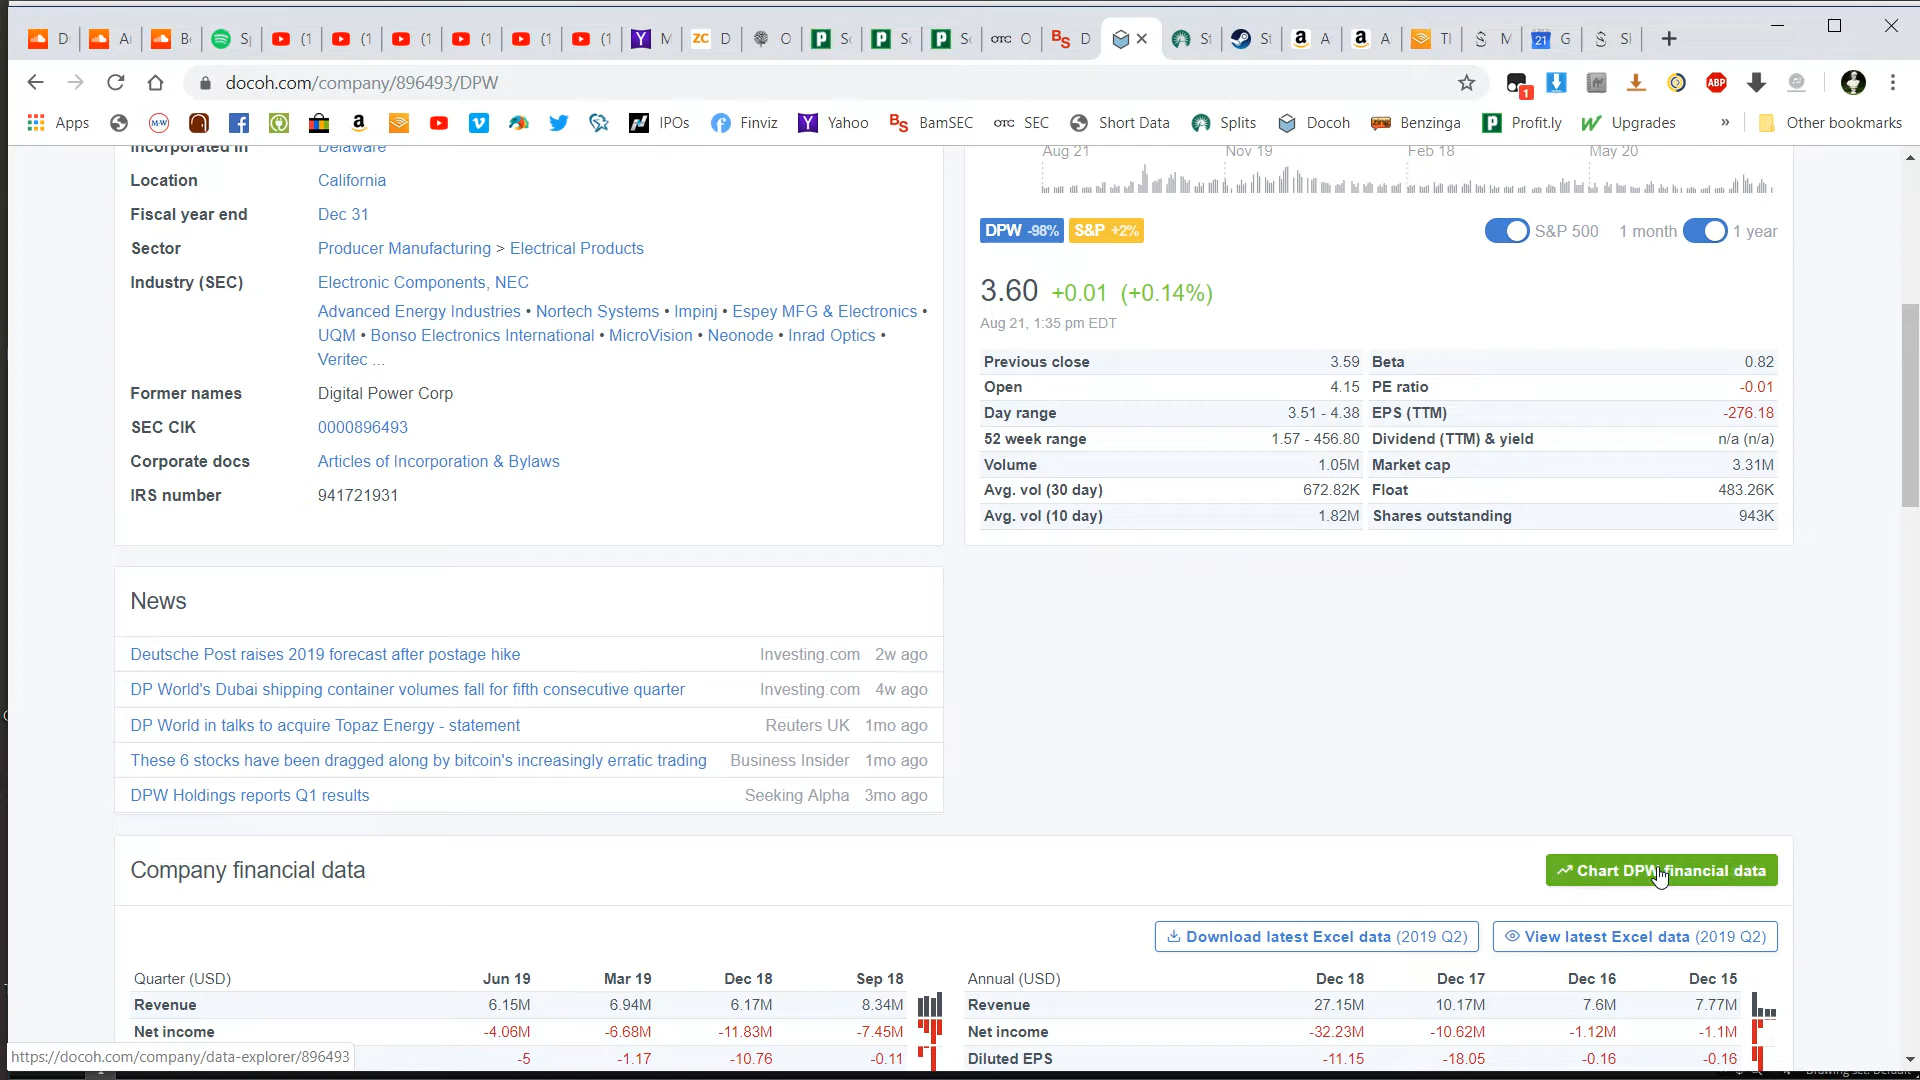 docoh.com/company/896493/DPW
Apps IPOs Finviz Yahoo BamSEC SEC Short Data Splits Docoh Benzinga Profit.ly Upgrades » Other bookmarks
Incorporated in Delaware
Location California
Fiscal year end Dec 31
Sector Producer Manufacturing > Electrical Products
Industry (SEC) Electronic Components, NEC
Advanced Energy Industries • Nortech Systems • Impinj • Espey MFG & Electronics •
UQM • Bonso Electronics International • MicroVision • Neonode • Inrad Optics •
Veritec ...
Former names Digital Power Corp
SEC CIK 0000896493
Corporate docs Articles of Incorporation & Bylaws
IRS number 941721931
Aug 21 Nov 19 Feb 18 May 20
DPW -98% S&P +2% S&P 500 1 month 1 year
3.60 +0.01 (+0.14%)
Aug 21, 1:35 pm EDT
Previous close 3.59 Beta 0.82
Open 4.15 PE ratio -0.01
Day range 3.51 - 4.38 EPS (TTM) -276.18
52 week range 1.57 - 456.80 Dividend (TTM) & yield n/a (n/a)
Volume 1.05M Market cap 3.31M
Avg. vol (30 day) 672.82K Float 483.26K
Avg. vol (10 day) 1.82M Shares outstanding 943K
News
Deutsche Post raises 2019 forecast after postage hike Investing.com 2w ago
DP World's Dubai shipping container volumes fall for fifth consecutive quarter Investing.com 4w ago
DP World in talks to acquire Topaz Energy - statement Reuters UK 1mo ago
These 6 stocks have been dragged along by bitcoin's increasingly erratic trading Business Insider 1mo ago
DPW Holdings reports Q1 results Seeking Alpha 3mo ago
Company financial data
Chart DPW financial data
Download latest Excel data (2019 Q2) View latest Excel data (2019 Q2)
Quarter (USD) Jun 19 Mar 19 Dec 18 Sep 18
Revenue 6.15M 6.94M 6.17M 8.34M
Net income -4.06M -6.68M -11.83M -7.45M
-5 -1.17 -10.76 -0.11
Annual (USD) Dec 18 Dec 17 Dec 16 Dec 15
Revenue 27.15M 10.17M 7.6M 7.77M
Net income -32.23M -10.62M -1.12M -1.1M
Diluted EPS -11.15 -18.05 -0.16 -0.16
https://docoh.com/company/data-explorer/896493